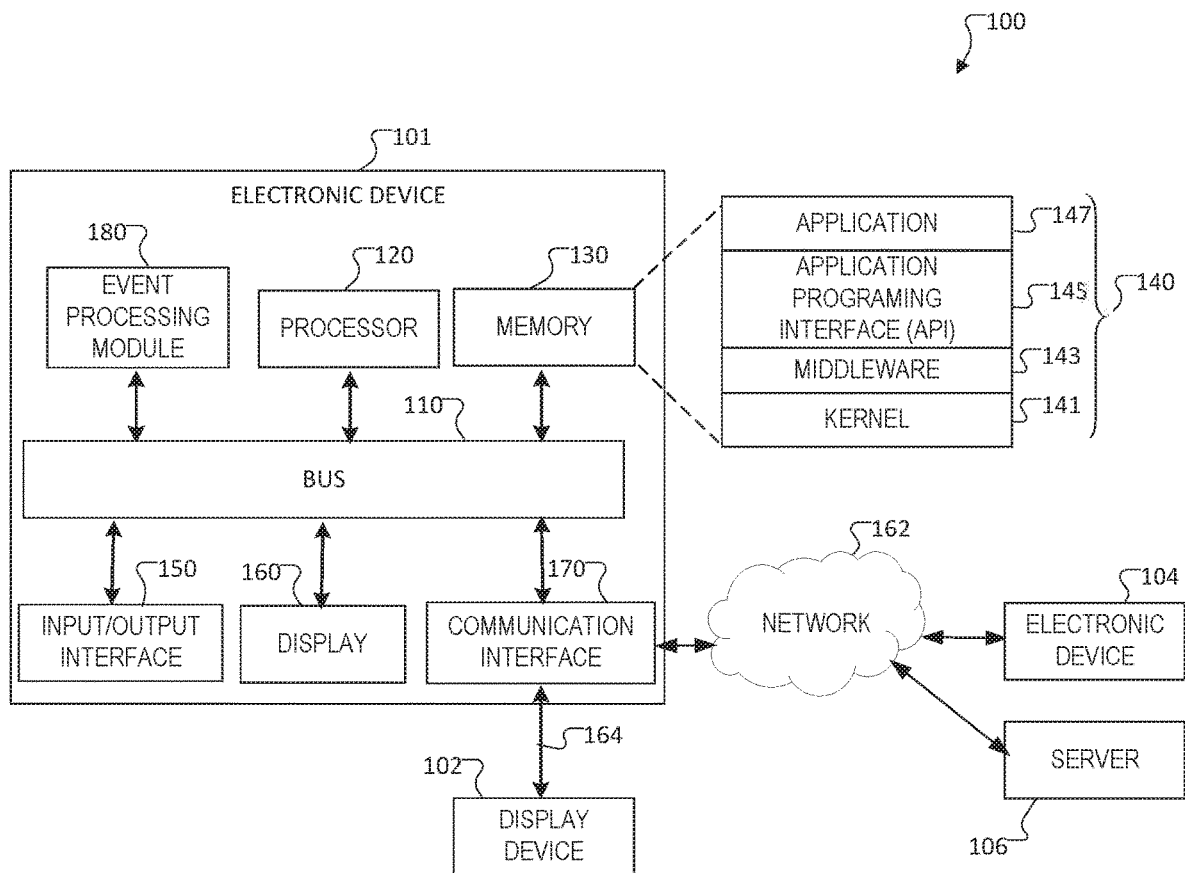 100
101
ELECTRONIC DEVICE
180
120
130
EVENT
PROCESSING
MODULE
PROCESSOR
MEMORY
APPLICATION
147
APPLICATION
PROGRAMING
INTERFACE (API)
145
140
MIDDLEWARE
143
KERNEL
141
110
BUS
150
160
170
INPUT/OUTPUT
INTERFACE
DISPLAY
COMMUNICATION
INTERFACE
162
NETWORK
104
ELECTRONIC
DEVICE
164
102
DISPLAY
DEVICE
SERVER
106